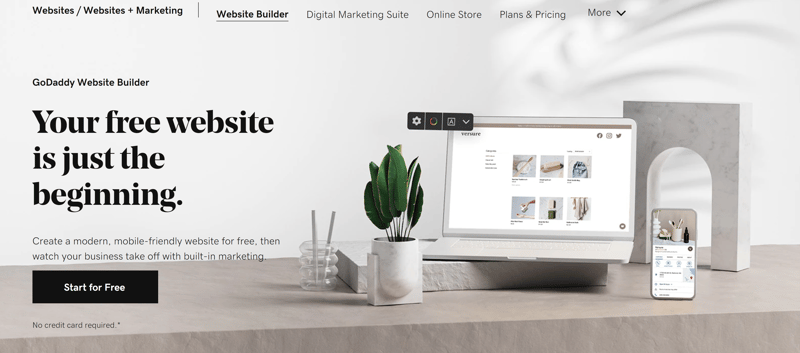 Websites / Websites + Marketing
Website Builder
Digital Marketing Suite
Online Store
Plans & Pricing
More
GoDaddy Website Builder
Your free website
is just the
beginning.
Create a modern, mobile-friendly website for free, then
watch your business take off with built-in marketing.
Start for Free
No credit card required.*